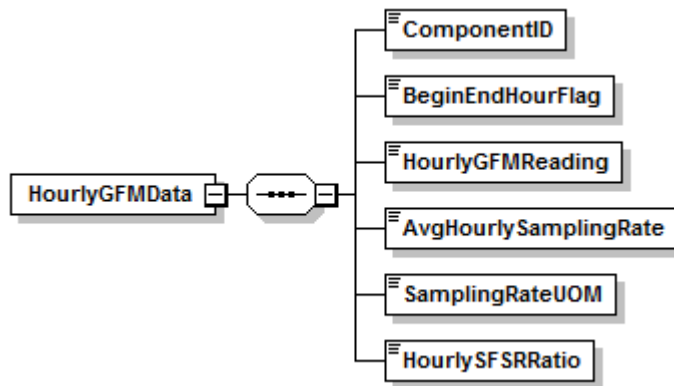 ComponentID
BeginEndHourFlag
HourlyGFMReading
HourlyGFMData
AvgHourlySamplingRate
SamplingRateUOM
HourlySFSRRatio